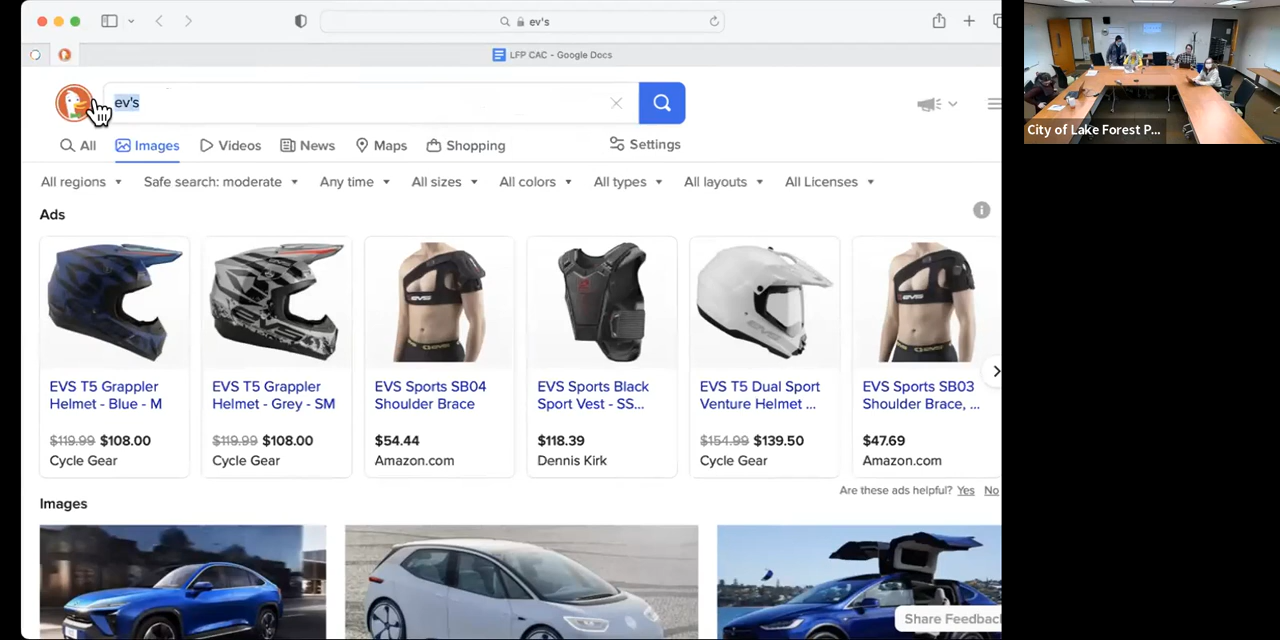 ev's
LFP CAC - Google Docs
ev's
All
Images
Videos
News
Maps
Shopping
Settings
All regions
Safe search: moderate
Any time
All sizes
All colors
All types
All layouts
All Licenses
Ads
EVS T5 Grappler
Helmet - Blue - M
$119.99 $108.00
Cycle Gear
EVS T5 Grappler
Helmet - Grey - SM
$119.99 $108.00
Cycle Gear
EVS Sports SB04
Shoulder Brace
$54.44
Amazon.com
EVS Sports Black
Sport Vest - SS...
$118.39
Dennis Kirk
EVS T5 Dual Sport
Venture Helmet ...
$154.99 $139.50
Cycle Gear
EVS Sports SB03
Shoulder Brace, ...
$47.69
Amazon.com
Are these ads helpful? Yes No
Images
Share Feedbac
City of Lake Forest P...